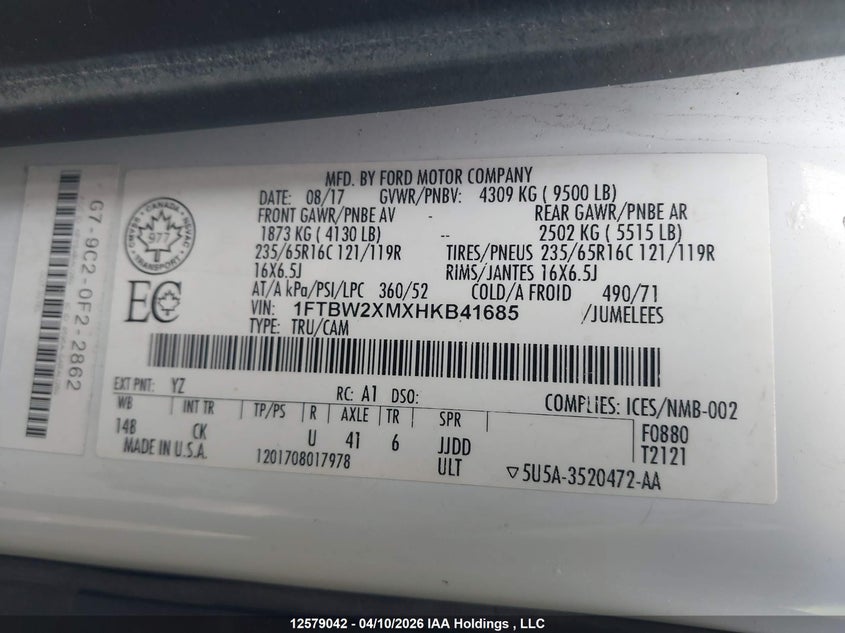 MFD. BY FORD MOTOR COMPANY
DATE: 08/17 GVWR/PNBV: 4309 KG ( 9500 LB)
FRONT GAWR/PNBE AV - REAR GAWR/PNBE AR
1873 KG ( 4130 LB) -- 2502 KG ( 5515 LB)
235/65R16C 121/119R TIRES/PNEUS 235/65R16C 121/119R
16X6.5J RIMS/JANTES 16X6.5J
AT/A kPa/PSI/LPC 360/52 COLD/A FROID 490/71
VIN: 1FTBW2XMXHKB41685 /JUMELEES
TYPE: TRU/CAM
EXT PNT: YZ RC: A1 DSO: COMPLIES: ICES/NMB-002
WB INT TR TP/PS R AXLE TR SPR F0880
148 CK U 41 6 JJDD T2121
MADE IN U.S.A. 1201708017978 ULT ▽5U5A-3520472-AA
CANADA
977
TRANSPORT
EC
G7-9C2-0F2-2862
12579042 - 04/10/2026 IAA Holdings , LLC